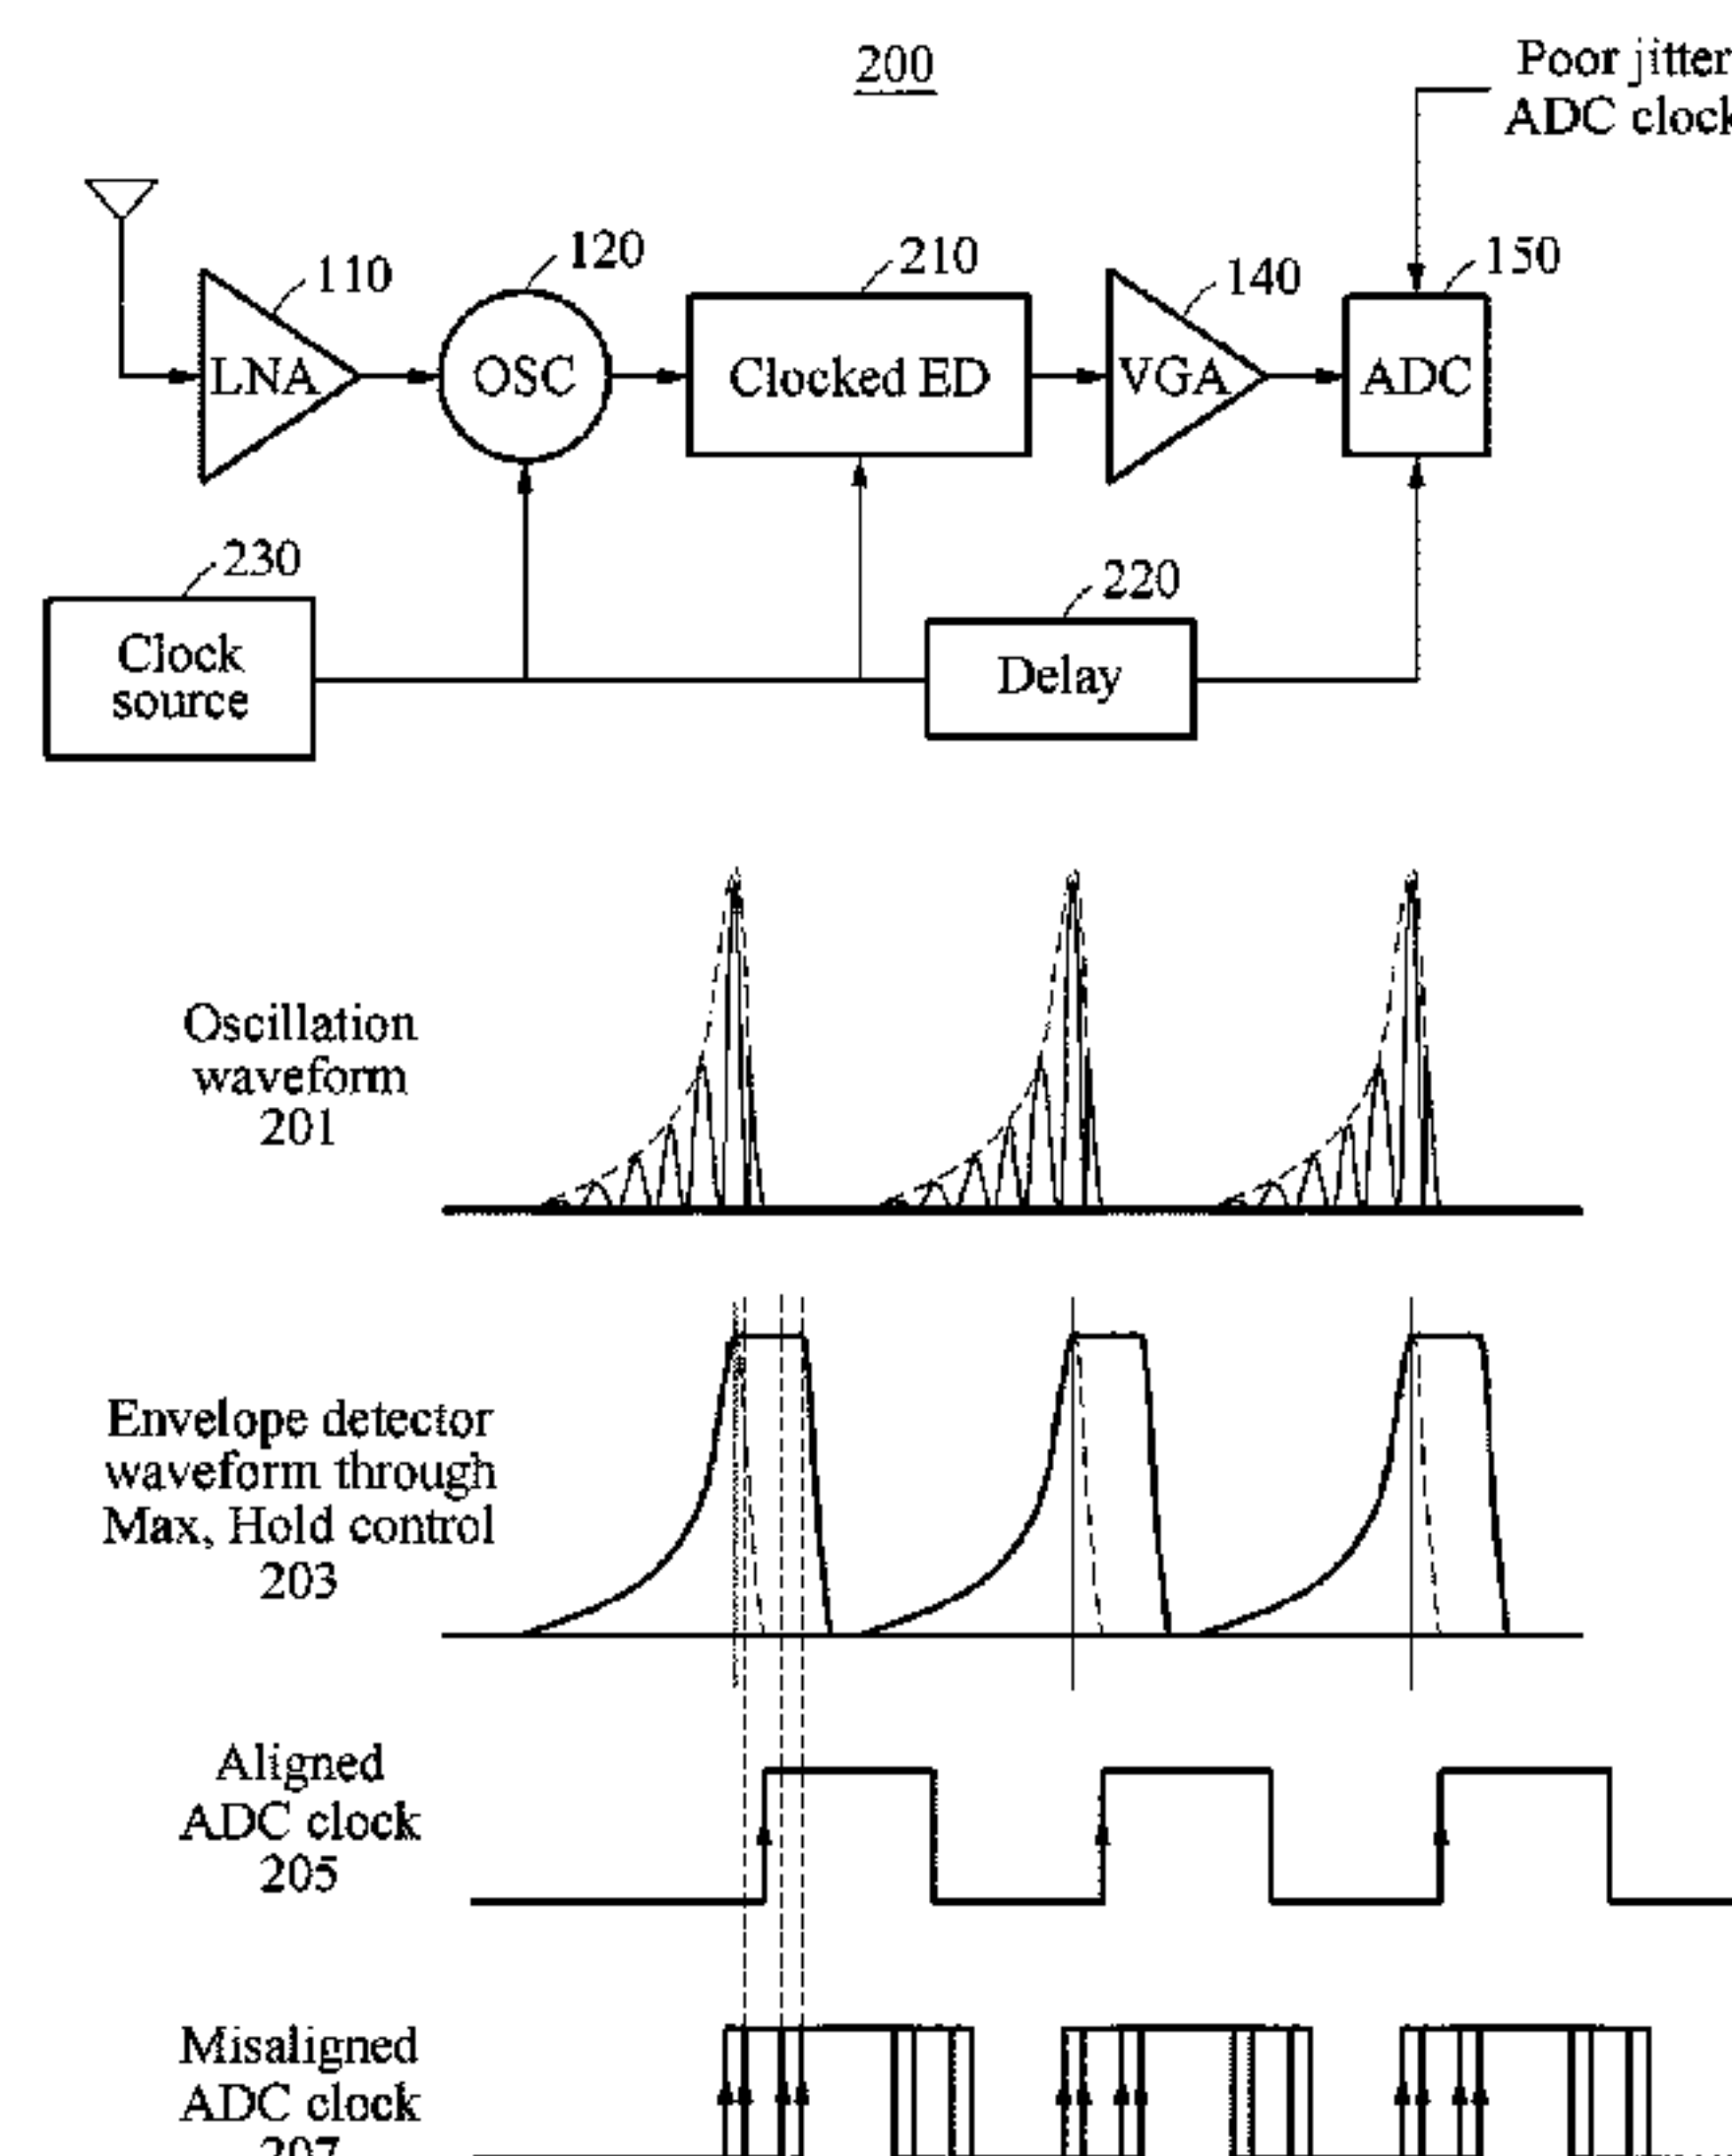 200
Poor jitter
ADC clock
110
120
210
140
150
LNA
OSC
Clocked ED
VGA
ADC
230
220
Clock
source
Delay
Oscillation
waveform
201
Envelope detector
waveform through
Max, Hold control
203
Aligned
ADC clock
205
Misaligned
ADC clock
207